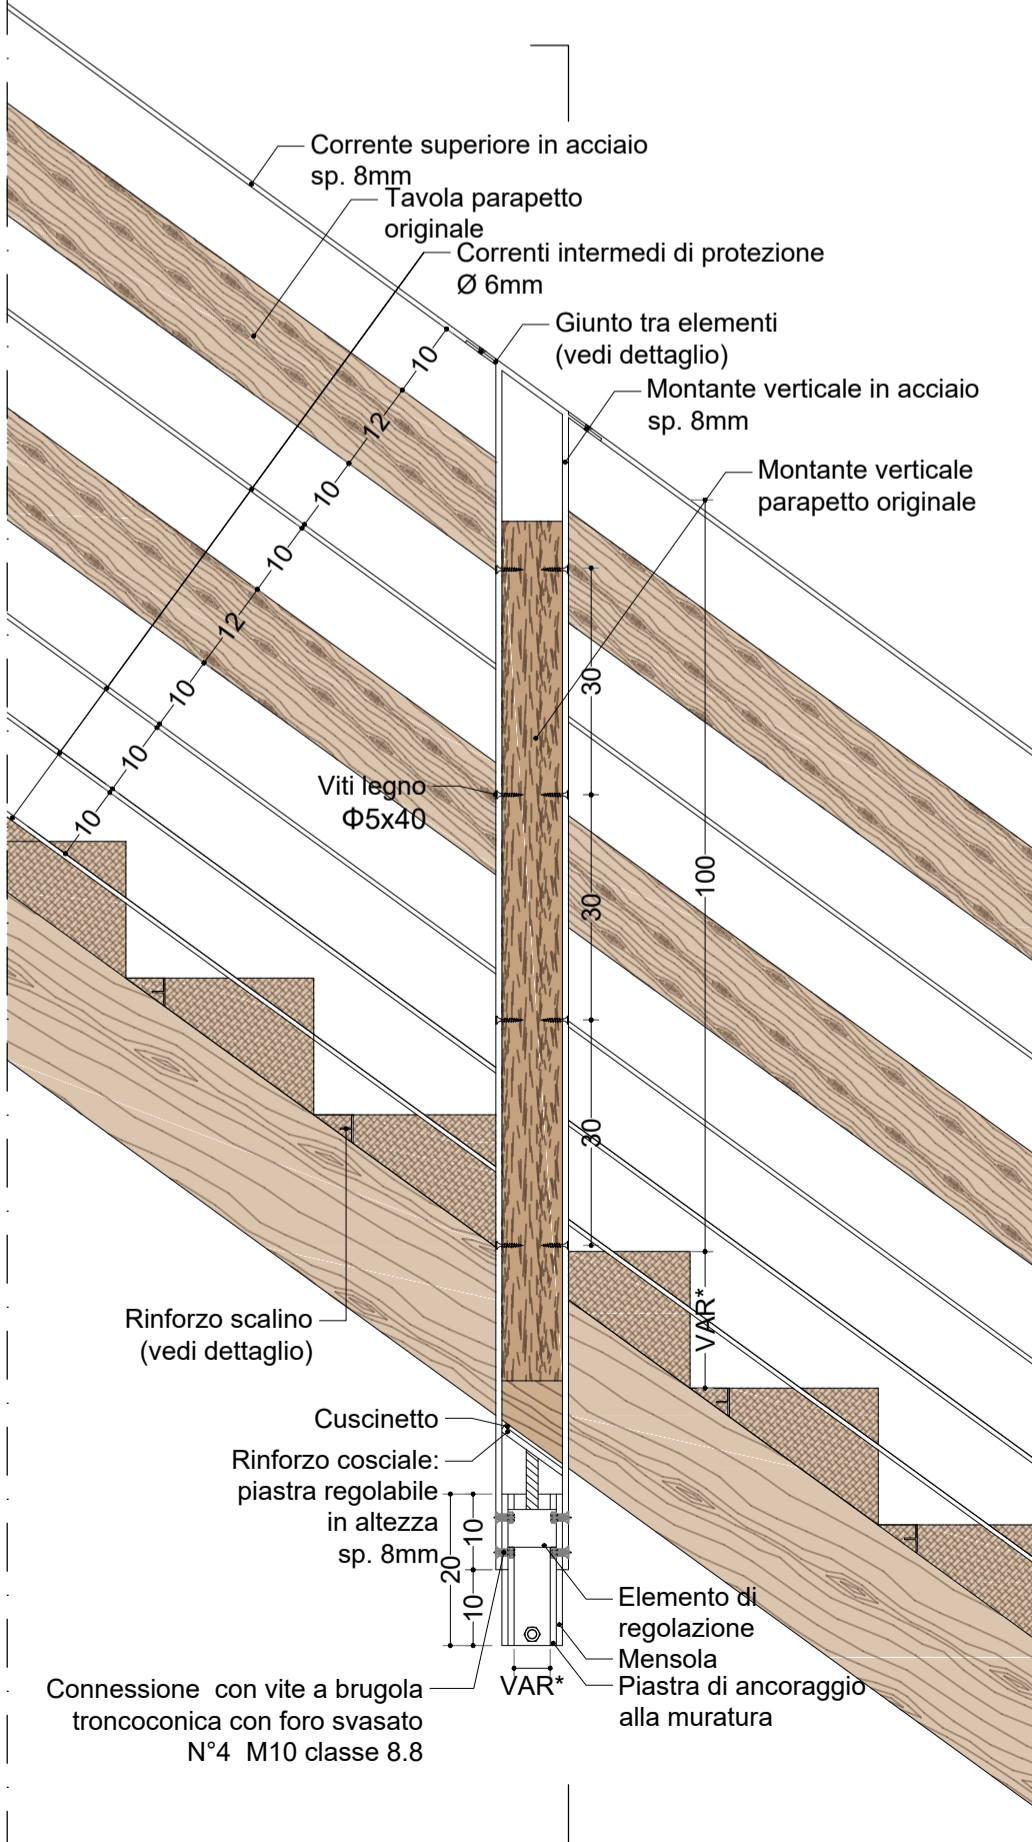 Corrente superiore in acciaio
sp. 8mm
Tavola parapetto
originale
Correnti intermedi di protezione
Ø 6mm
Giunto tra elementi
(vedi dettaglio)
Montante verticale in acciaio
sp. 8mm
Montante verticale
parapetto originale
10
12
10
10
12
10
10
10
30
30
30
100
VAR*
Viti legno
Φ5x40
Rinforzo scalino
(vedi dettaglio)
Cuscinetto
Rinforzo cosciale:
piastra regolabile
in altezza
sp. 8mm
10
20
10
Elemento di
regolazione
Mensola
Piastra di ancoraggio
alla muratura
VAR*
Connessione con vite a brugola
troncoconica con foro svasato
N°4 M10 classe 8.8